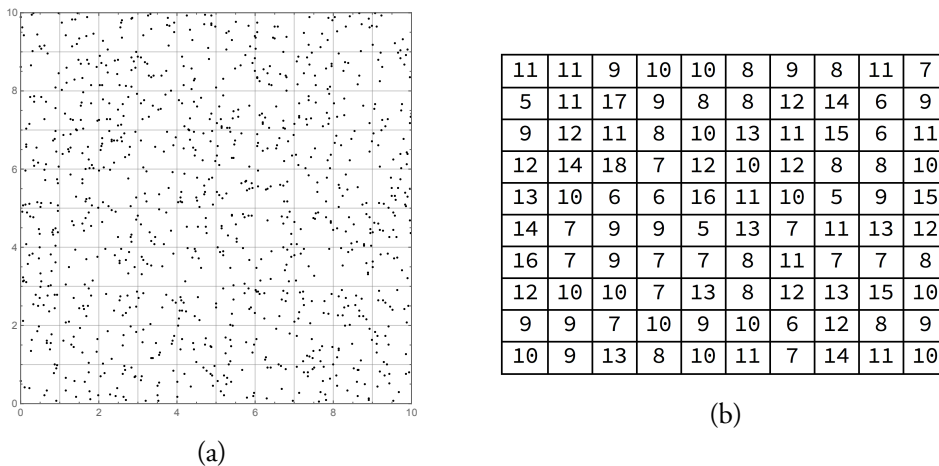 10
8
6
4
2
0
0 2 4 6 8 10
(a)
11 11 9 10 10 8 9 8 11 7
5 11 17 9 8 8 12 14 6 9
9 12 11 8 10 13 11 15 6 11
12 14 18 7 12 10 12 8 8 10
13 10 6 6 16 11 10 5 9 15
14 7 9 9 5 13 7 11 13 12
16 7 9 7 7 8 11 7 7 8
12 10 10 7 13 8 12 13 15 10
9 9 7 10 9 10 6 12 8 9
10 9 13 8 10 11 7 14 11 10
(b)